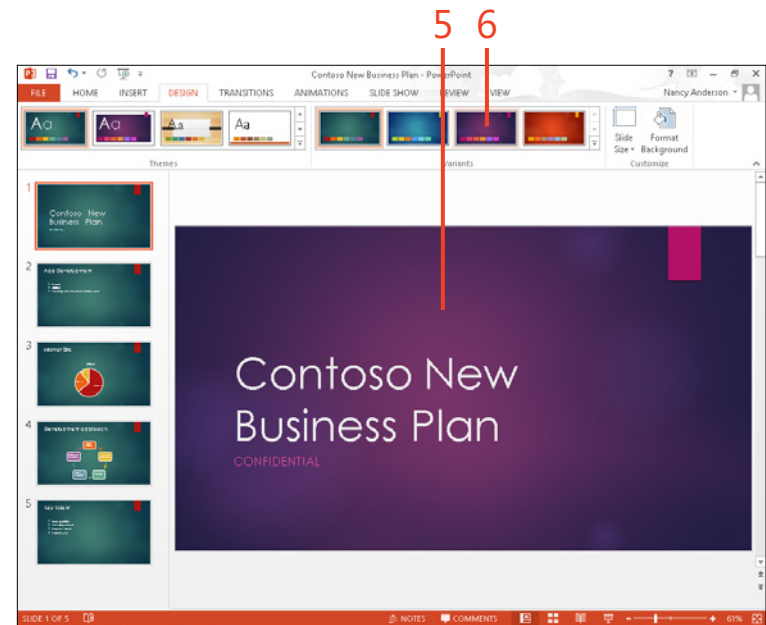 5 6
Contoso New Business Plan - PowerPoint
?
FILE HOME INSERT DESIGN TRANSITIONS ANIMATIONS SLIDE SHOW REVIEW VIEW Nancy Anderson
Aa Aa Aa Aa
Slide Size
Format Background
Themes Variants Customize
1
Contoso New
Business Plan
2
App Development
3
4
Development Approach
5
Contoso New
Business Plan
CONFIDENTIAL
SLIDE 1 OF 5 NOTES COMMENTS 61%